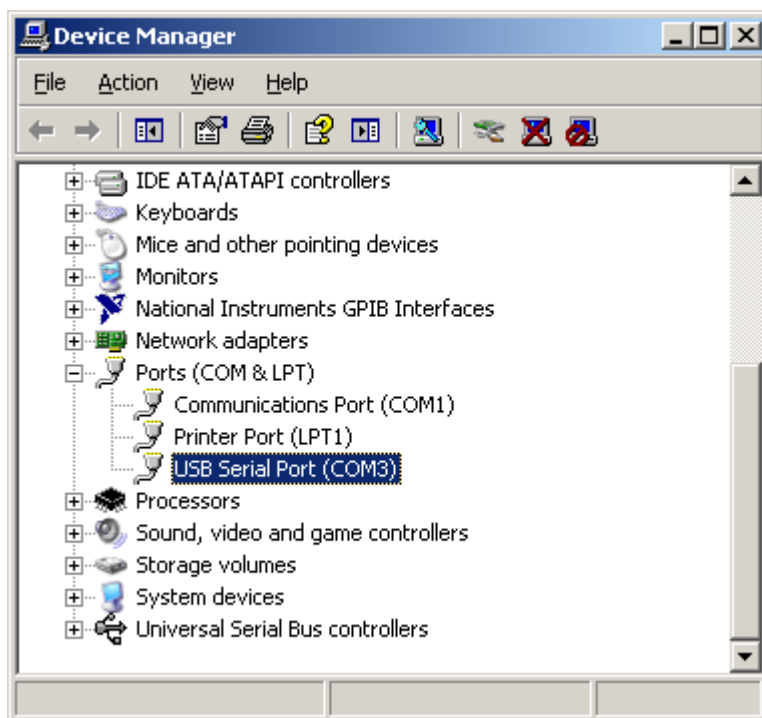 Device Manager
File Action View Help
IDE ATA/ATAPI controllers
Keyboards
Mice and other pointing devices
Monitors
National Instruments GPIB Interfaces
Network adapters
Ports (COM & LPT)
Communications Port (COM1)
Printer Port (LPT1)
USB Serial Port (COM3)
Processors
Sound, video and game controllers
Storage volumes
System devices
Universal Serial Bus controllers